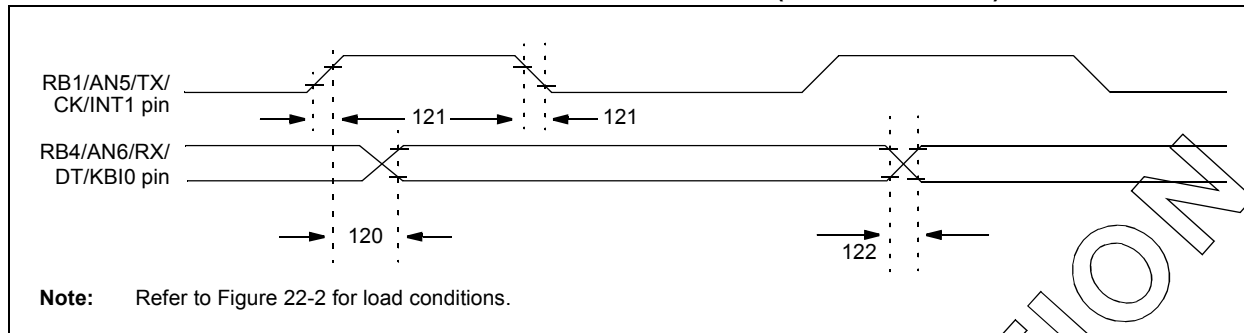 RB1/AN5/TX/
CK/INT1 pin
121
121
RB4/AN6/RX/
DT/KBI0 pin
120
122
Note: Refer to Figure 22-2 for load conditions.